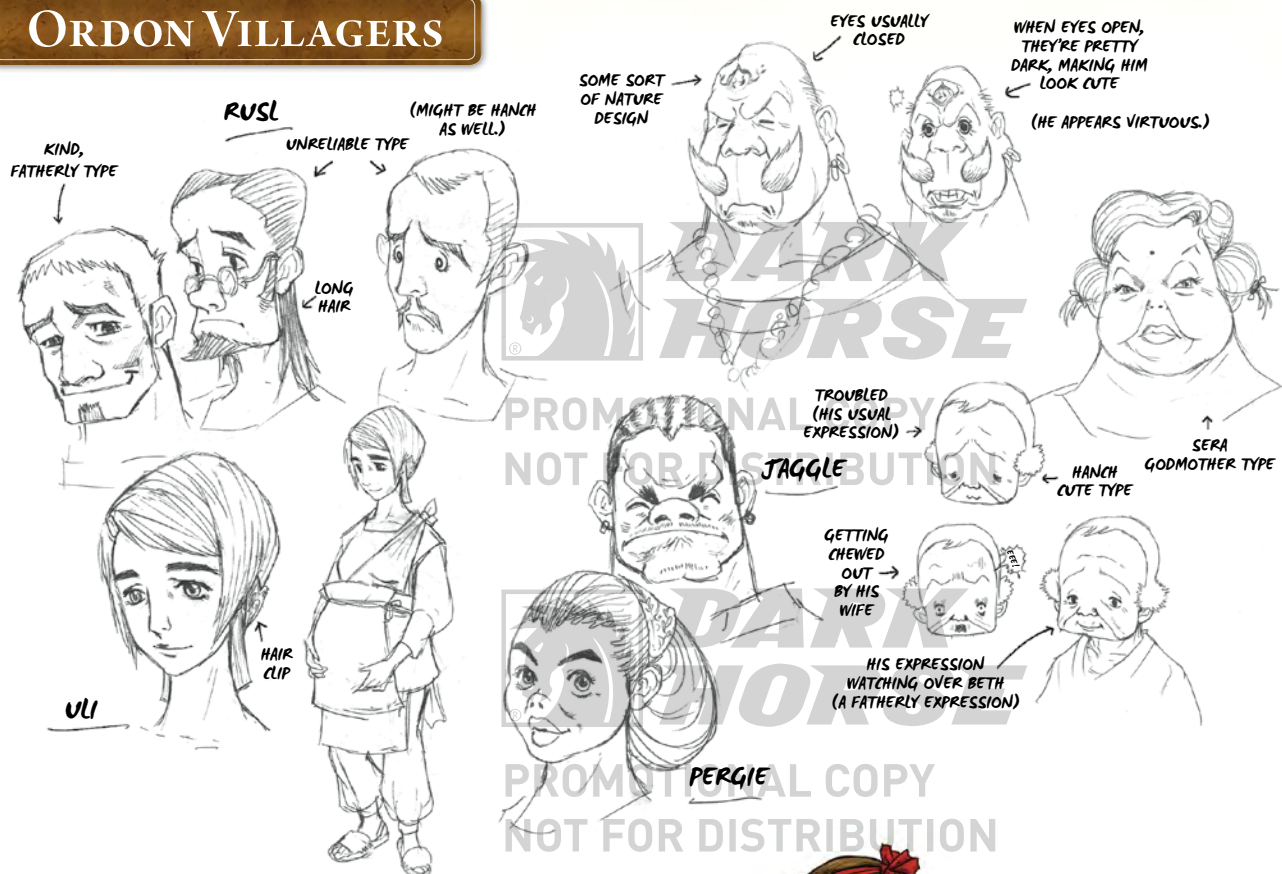 ORDON VILLAGERS
RUSL
KIND,
FATHERLY TYPE
UNRELIABLE TYPE
(MIGHT BE HANCH
AS WELL.)
LONG
HAIR
SOME SORT
OF NATURE
DESIGN
EYES USUALLY
CLOSED
WHEN EYES OPEN,
THEY'RE PRETTY
DARK, MAKING HIM
LOOK CUTE
(HE APPEARS VIRTUOUS.)
DARK
HORSE
®
PROMOTIONAL COPY
NOT FOR DISTRIBUTION
SERA
GODMOTHER TYPE
TROUBLED
(HIS USUAL
EXPRESSION)
HANCH
CUTE TYPE
JAGGLE
GETTING
CHEWED
OUT
BY HIS
WIFE
EEE!
HIS EXPRESSION
WATCHING OVER BETH
(A FATHERLY EXPRESSION)
HAIR
CLIP
ULI
PERGIE
DARK
HORSE
®
PROMOTIONAL COPY
NOT FOR DISTRIBUTION